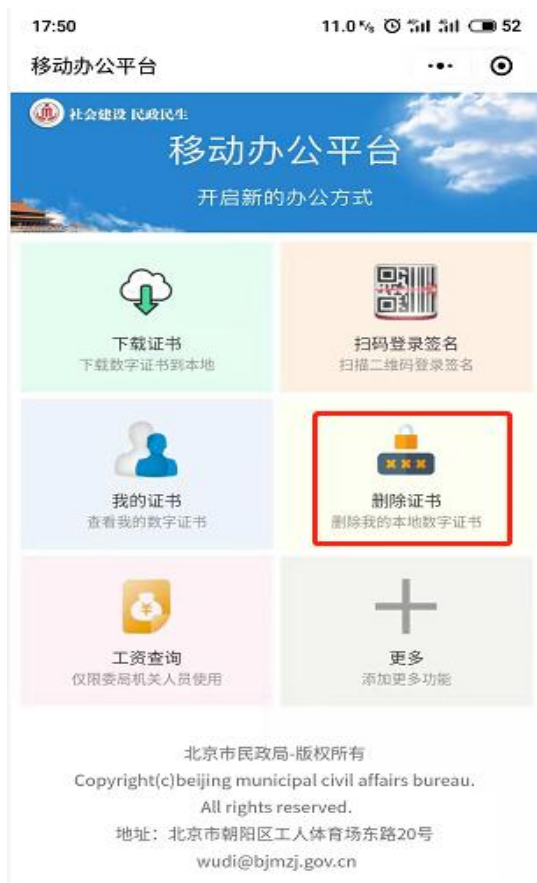 17:50
11.0 K/s 52
移动办公平台
社会建设 民政民生
移动办公平台
开启新的办公方式
下载证书
下载数字证书到本地
扫码登录签名
扫描二维码登录签名
我的证书
查看我的数字证书
删除证书
删除我的本地数字证书
工资查询
仅限委局机关人员使用
更多
添加更多功能
北京市民政局-版权所有
Copyright(c)beijing municipal civil affairs bureau.
All rights reserved.
地址：北京市朝阳区工人体育场东路20号
wudi@bjmzj.gov.cn